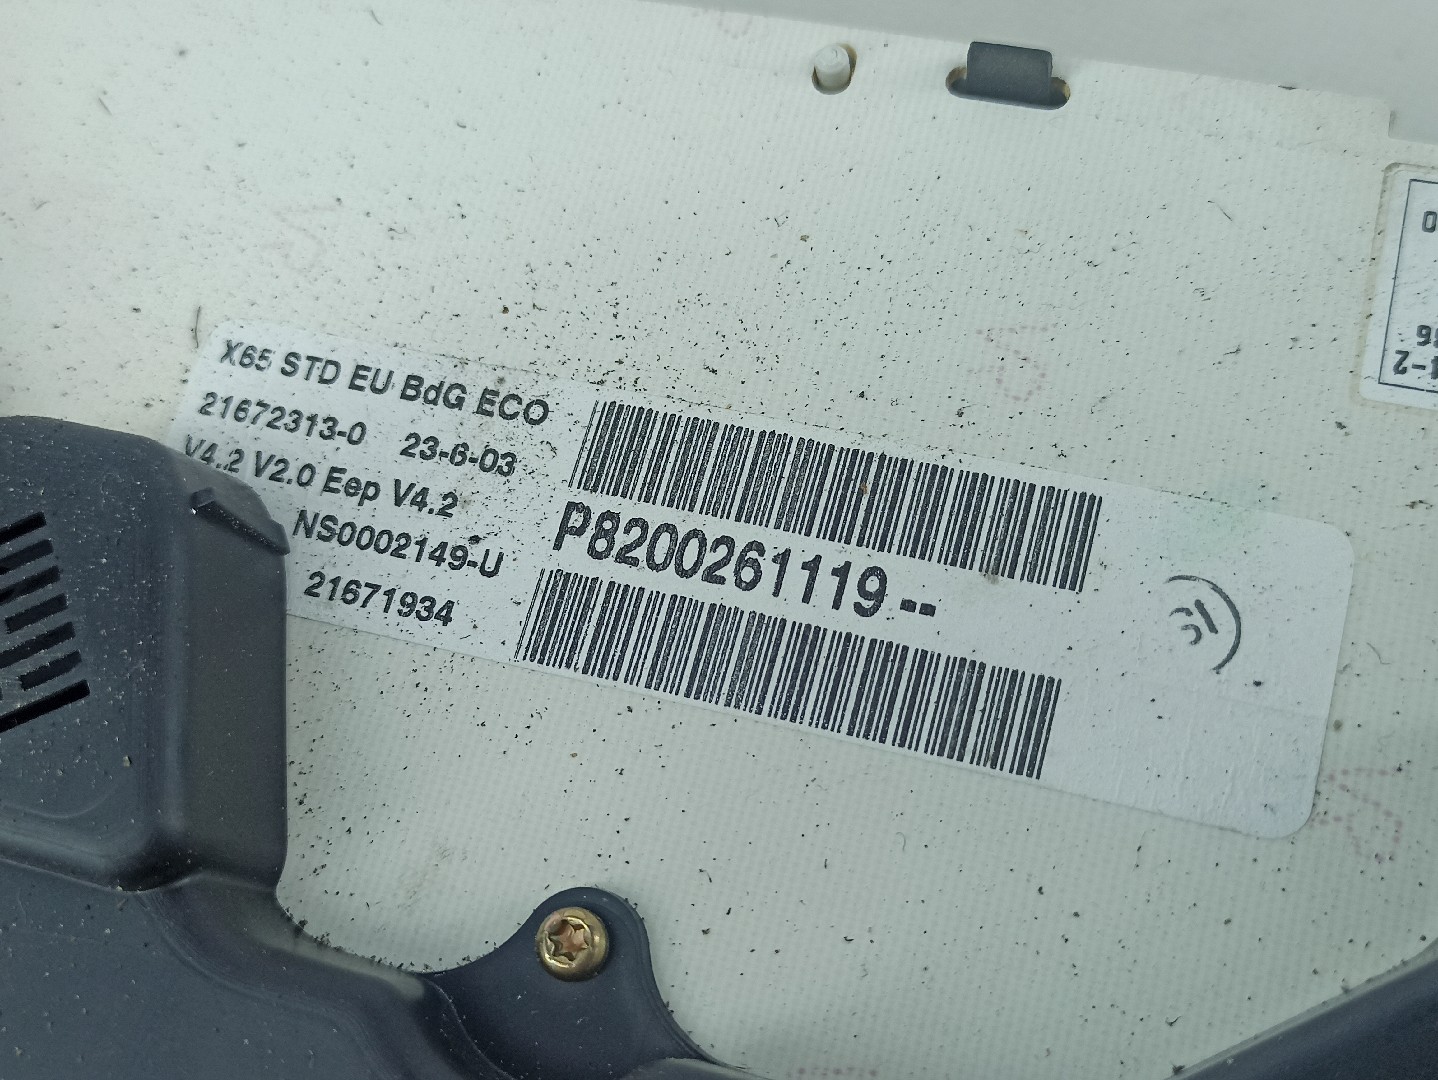 X65 STD EU BdG ECO
21672313-0 23-6-03
V4.2 V2.0 Eep V4.2
NS0002149-U
21671934
P8200261119--